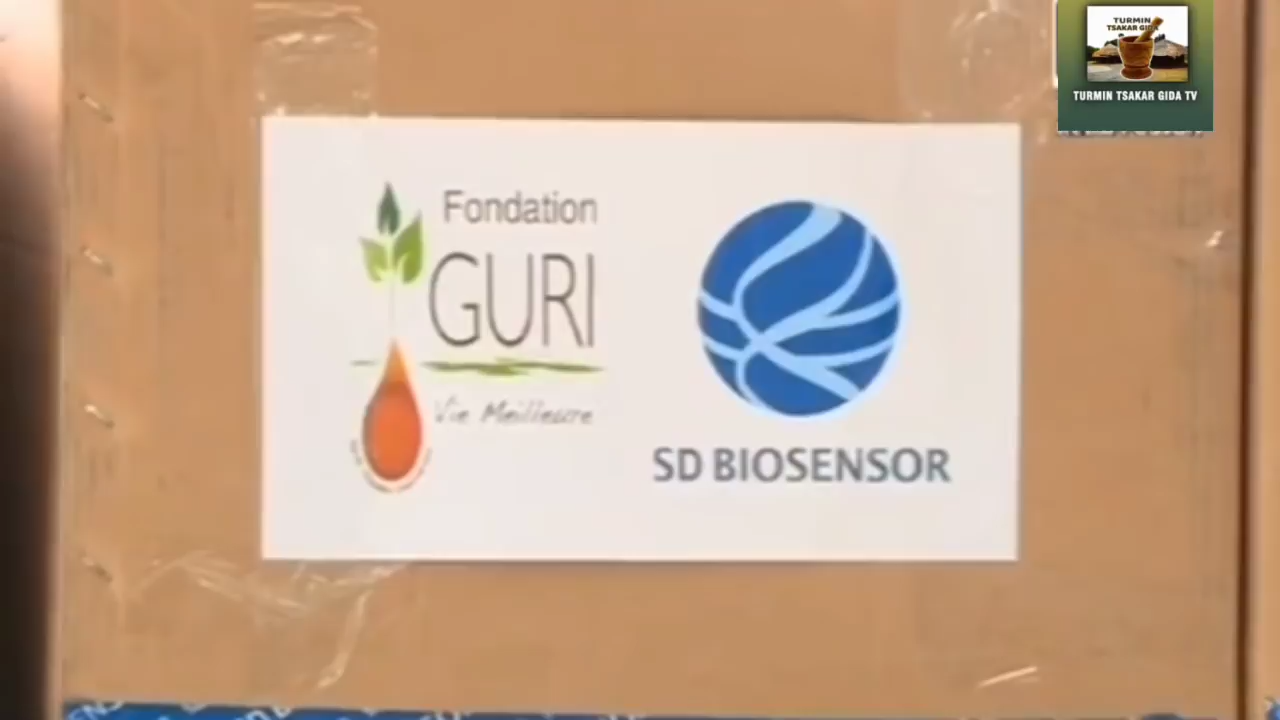 TURMIN
TSAKAR GIDA
TURMIN TSAKAR GIDA TV
Fondation
GURI
Vie Meilleure
SD BIOSENSOR